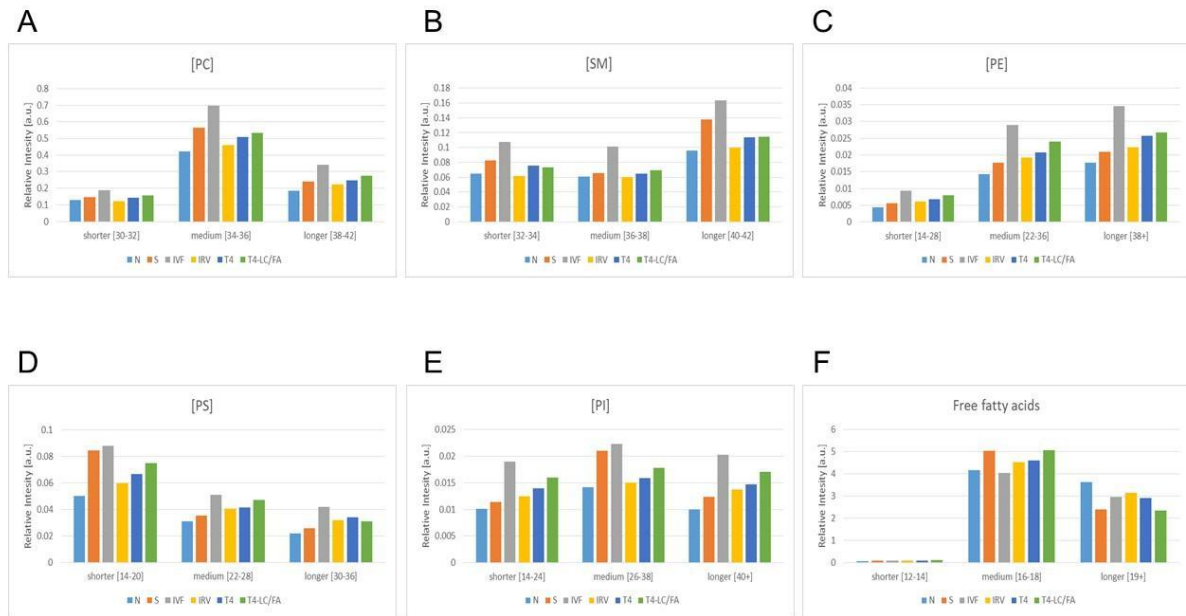 A
[PC]
Relative Intesity [a.u.]
0.8
0.7
0.6
0.5
0.4
0.3
0.2
0.1
0
shorter [30-32] medium [34-36] longer [38-42]
N S IVF IRV T4 T4-LC/FA
B
[SM]
Relative Intesity [a.u.]
0.18
0.16
0.14
0.12
0.1
0.08
0.06
0.04
0.02
0
shorter [32-34] medium [36-38] longer [40-42]
N S IVF IRV T4 T4-LC/FA
C
[PE]
Relative Intesity [a.u.]
0.04
0.035
0.03
0.025
0.02
0.015
0.01
0.005
0
shorter [14-28] medium [22-36] longer [38+]
N S IVF IRV T4 T4-LC/FA
D
[PS]
Relative Intesity [a.u.]
0.1
0.08
0.06
0.04
0.02
0
shorter [14-20] medium [22-28] longer [30-36]
N S IVF IRV T4 T4-LC/FA
E
[PI]
Relative Intesity [a.u.]
0.025
0.02
0.015
0.01
0.005
0
shorter [14-24] medium [26-38] longer [40+]
N S IVF IRV T4 T4-LC/FA
F
Free fatty acids
Relative Intesity [a.u.]
6
5
4
3
2
1
0
shorter [12-14] medium [16-18] longer [19+]
N S IVF IRV T4 T4-LC/FA